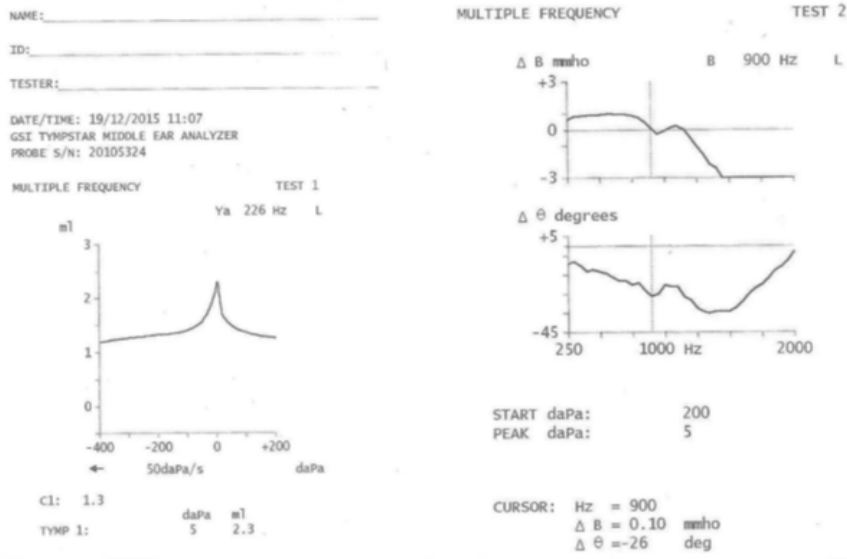 NAME:
ID:
TESTER:
DATE/TIME: 19/12/2015 11:07
GSI TYMPSTAR MIDDLE EAR ANALYZER
PROBE S/N: 20105324
MULTIPLE FREQUENCY TEST 1
Ya 226 Hz L
ml
3
2
1
0
-400 -200 0 +200
← 50daPa/s daPa
C1: 1.3
daPa ml
TYMP 1: 5 2.3
MULTIPLE FREQUENCY TEST 2
Δ B mmho B 900 Hz L
+3
0
-3
Δ θ degrees
+5
-45
250 1000 Hz 2000
START daPa: 200
PEAK daPa: 5
CURSOR: Hz = 900
Δ B = 0.10 mmho
Δ θ =-26 deg